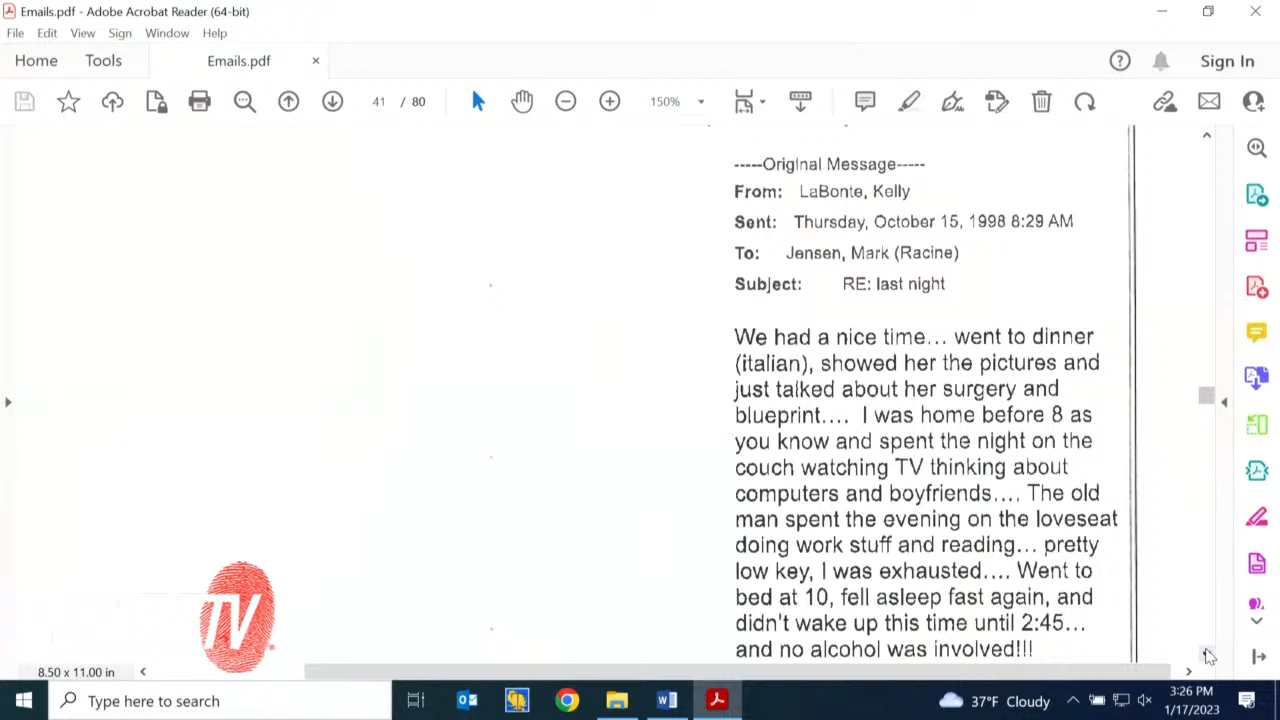 Emails.pdf - Adobe Acrobat Reader (64-bit)
File Edit View Sign Window Help
Home Tools Emails.pdf × Sign In
41 / 80 150%
-----Original Message-----
From: LaBonte, Kelly
Sent: Thursday, October 15, 1998 8:29 AM
To: Jensen, Mark (Racine)
Subject: RE: last night
We had a nice time... went to dinner
(italian), showed her the pictures and
just talked about her surgery and
blueprint.... I was home before 8 as
you know and spent the night on the
couch watching TV thinking about
computers and boyfriends.... The old
man spent the evening on the loveseat
doing work stuff and reading... pretty
low key, I was exhausted.... Went to
bed at 10, fell asleep fast again, and
didn't wake up this time until 2:45...
and no alcohol was involved!!!
TV
8.50 x 11.00 in
Type here to search
37°F Cloudy
3:26 PM
1/17/2023